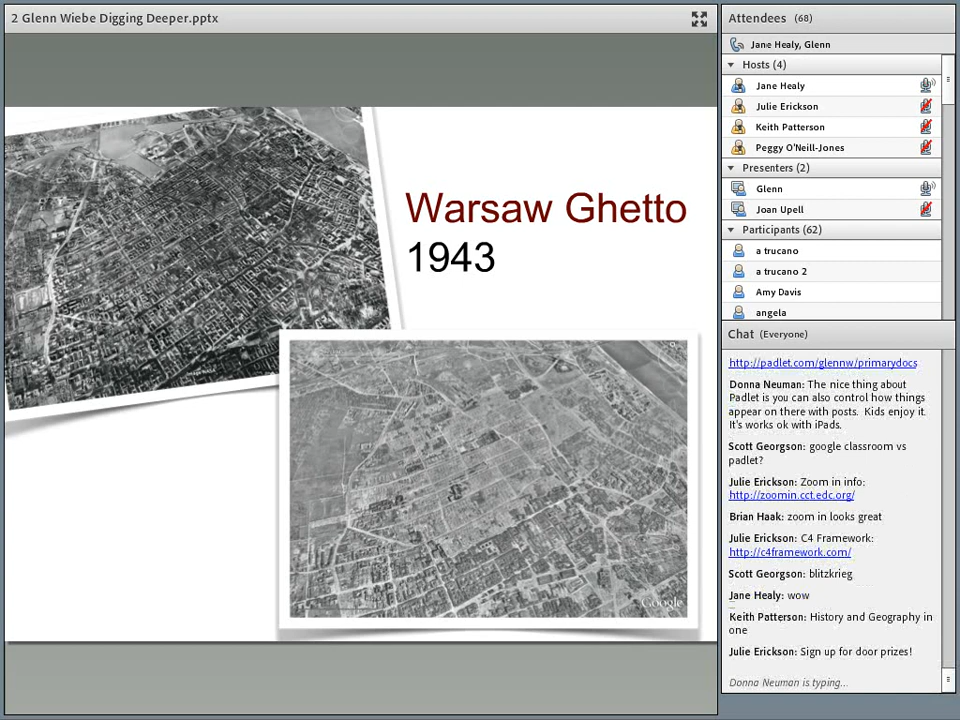 2 Glenn Wiebe Digging Deeper.pptx
Warsaw Ghetto
1943
Google
Attendees (68)
Jane Healy, Glenn
Hosts (4)
Jane Healy
Julie Erickson
Keith Patterson
Peggy O'Neill-Jones
Presenters (2)
Glenn
Joan Upell
Participants (62)
a trucano
a trucano 2
Amy Davis
angela
Chat (Everyone)
http://padlet.com/glennw/primarydocs
Donna Neuman: The nice thing about
Padlet is you can also control how things
appear on there with posts. Kids enjoy it.
It's works ok with iPads.
Scott Georgson: google classroom vs
padlet?
Julie Erickson: Zoom in info:
http://zoomin.cct.edc.org/
Brian Haak: zoom in looks great
Julie Erickson: C4 Framework:
http://c4framework.com/
Scott Georgson: blitzkrieg
Jane Healy: wow
Keith Patterson: History and Geography in
one
Julie Erickson: Sign up for door prizes!
Donna Neuman is typing...